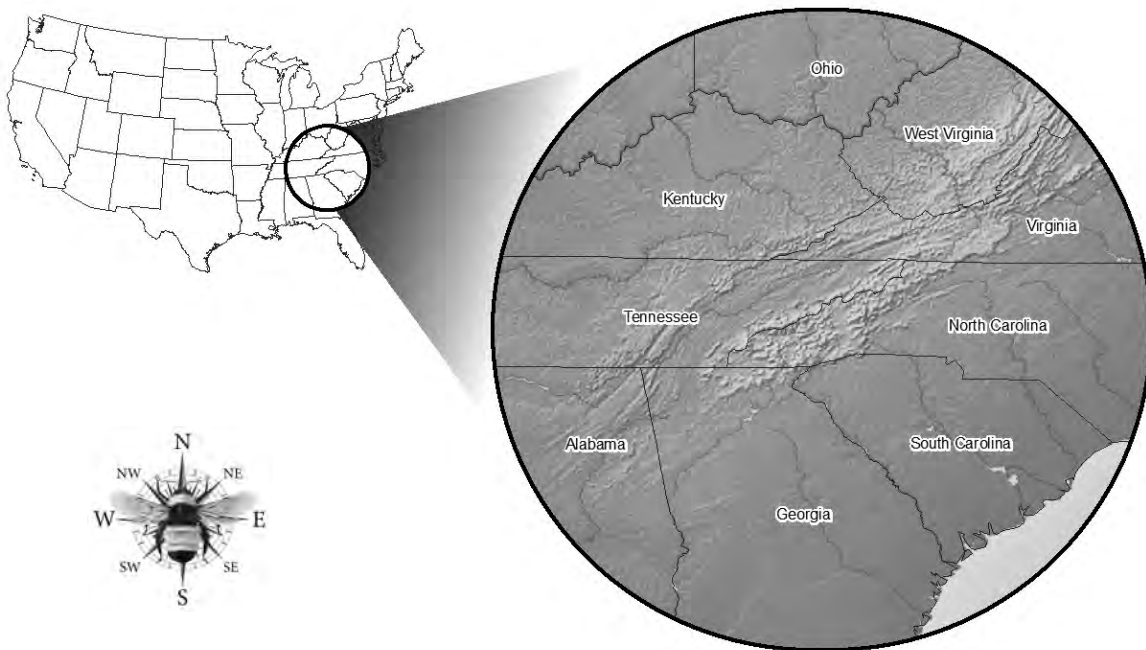 Ohio
West Virginia
Kentucky
Virginia
Tennessee
North Carolina
Alabama
South Carolina
Georgia
N
NW NE
W E
SW SE
S